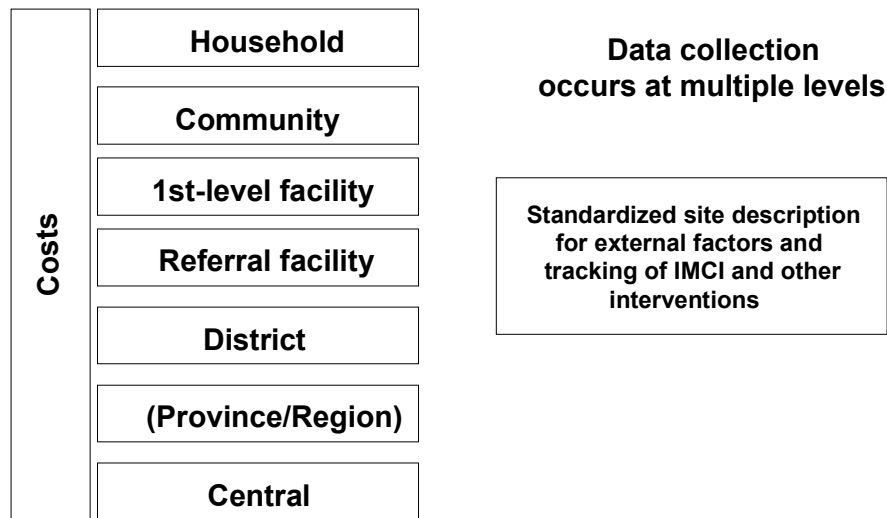 Costs
Household
Community
1st-level facility
Referral facility
District
(Province/Region)
Central
Data collection
occurs at multiple levels
Standardized site description
for external factors and
tracking of IMCI and other
interventions